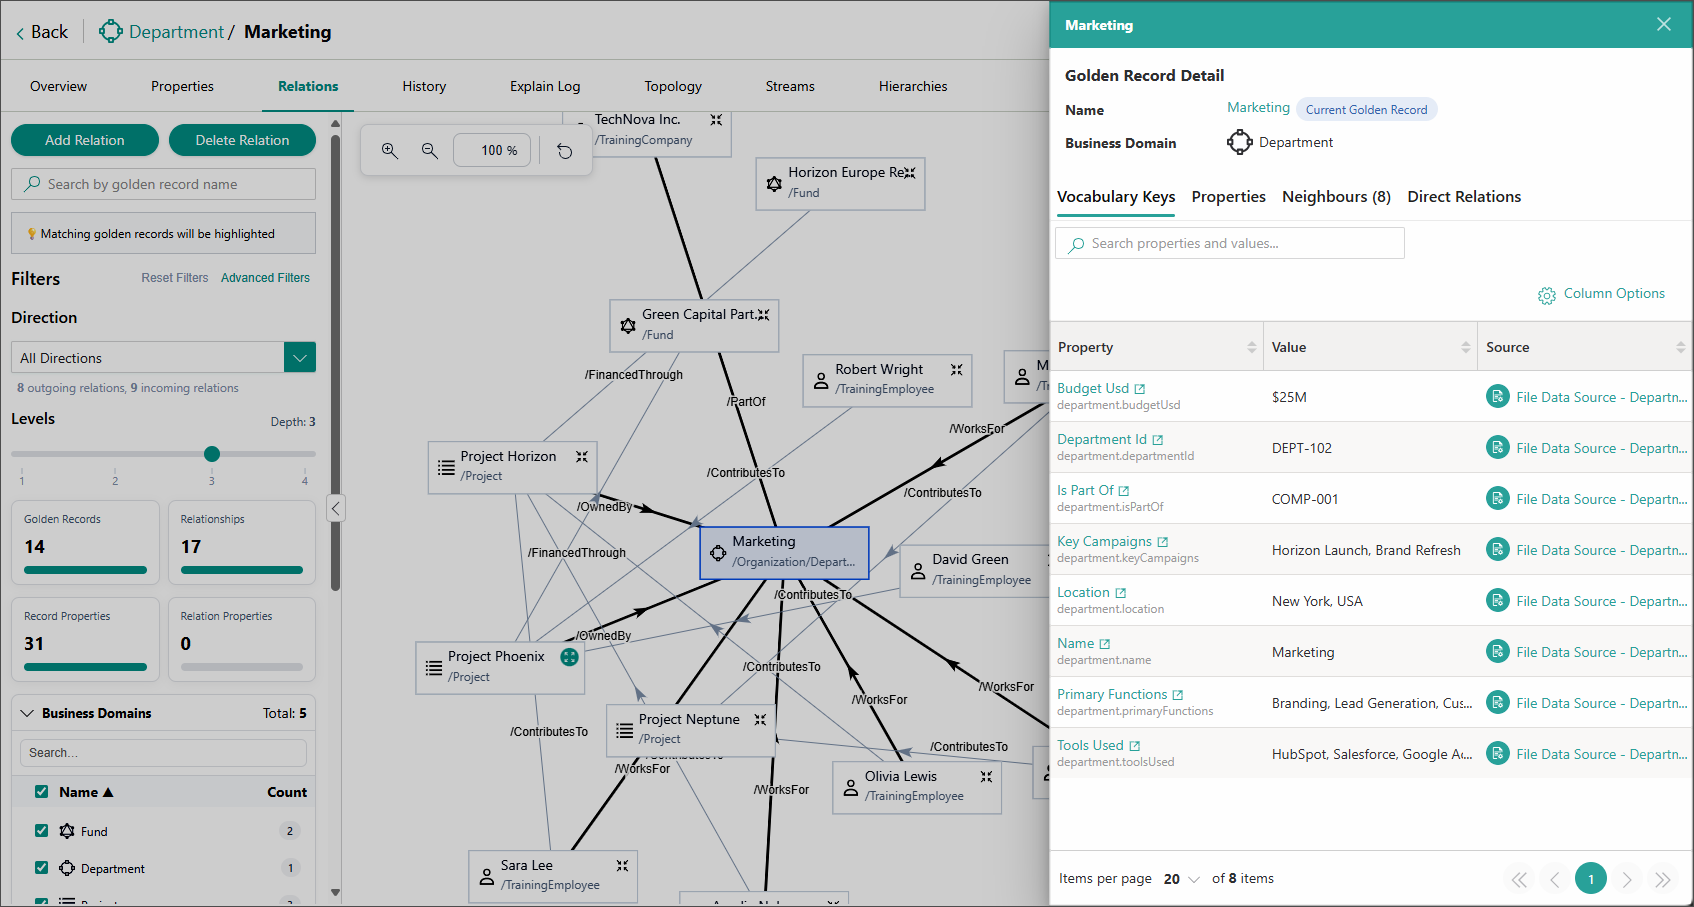 Back
Department / Marketing
Overview
Properties
Relations
History
Explain Log
Topology
Streams
Hierarchies
Add Relation
Delete Relation
Search by golden record name
Matching golden records will be highlighted
Filters
Reset Filters
Advanced Filters
Direction
All Directions
8 outgoing relations, 9 incoming relations
Levels
Depth: 3
1
2
3
4
Golden Records
14
Relationships
17
Record Properties
31
Relation Properties
0
Business Domains
Total: 5
Search...
Name
Count
Fund
2
Department
1
100 %
TechNova Inc.
/TrainingCompany
Horizon Europe Re
/Fund
Green Capital Part...
/Fund
/FinancedThrough
Robert Wright
/TrainingEmployee
/PartOf
/WorksFor
Project Horizon
/Project
/ContributesTo
/ContributesTo
/OwnedBy
Marketing
/Organization/Depart...
/FinancedThrough
David Green
/TrainingEmployee
/ContributesTo
/OwnedBy
Project Phoenix
/Project
/ContributesTo
/WorksFor
/WorksFor
Project Neptune
/Project
/ContributesTo
/ContributesTo
/WorksFor
Olivia Lewis
/TrainingEmployee
/WorksFor
Sara Lee
/TrainingEmployee
Marketing
Golden Record Detail
Name
Marketing
Current Golden Record
Business Domain
Department
Vocabulary Keys
Properties
Neighbours (8)
Direct Relations
Search properties and values...
Column Options
Property
Value
Source
Budget Usd
department.budgetUsd
$25M
File Data Source - Departn...
Department Id
department.departmentId
DEPT-102
File Data Source - Departn...
Is Part Of
department.isPartOf
COMP-001
File Data Source - Departn...
Key Campaigns
department.keyCampaigns
Horizon Launch, Brand Refresh
File Data Source - Departn...
Location
department.location
New York, USA
File Data Source - Departn...
Name
department.name
Marketing
File Data Source - Departn...
Primary Functions
department.primaryFunctions
Branding, Lead Generation, Cus...
File Data Source - Departn...
Tools Used
department.toolsUsed
HubSpot, Salesforce, Google A...
File Data Source - Departn...
Items per page 20 of 8 items
1